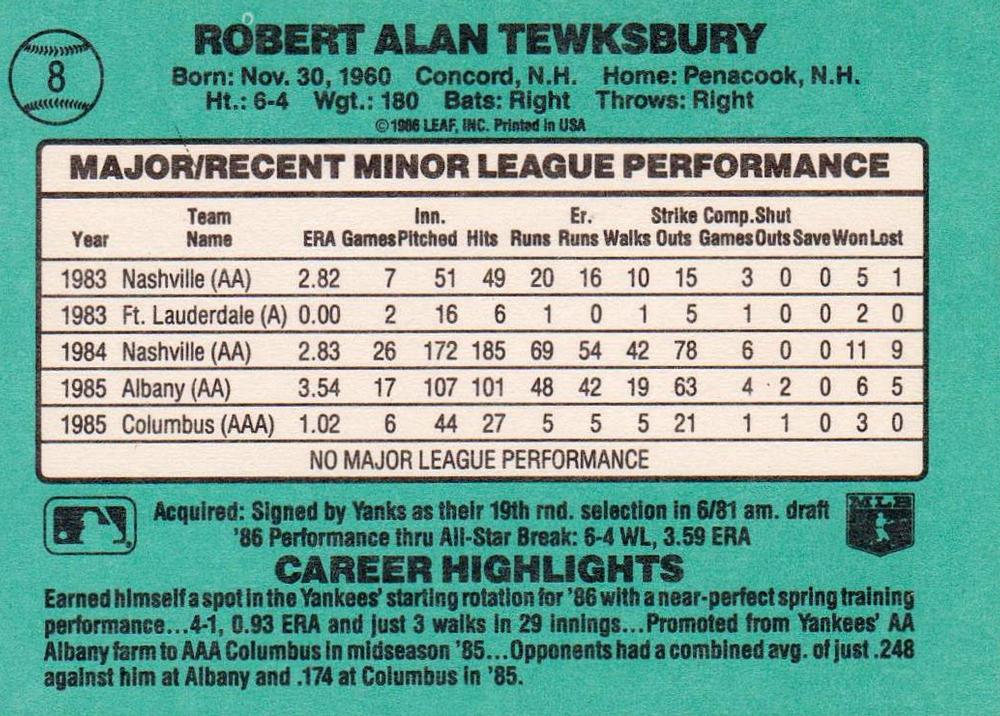 8
ROBERT ALAN TEWKSBURY
Born: Nov. 30, 1960 Concord, N.H. Home: Penacook, N.H.
Ht.: 6-4 Wgt.: 180 Bats: Right Throws: Right
©1986 LEAF, INC. Printed in USA
MAJOR/RECENT MINOR LEAGUE PERFORMANCE
Team Inn. Er. Strike Comp. Shut
Year Name ERA Games Pitched Hits Runs Runs Walks Outs Games Outs Save Won Lost
1983 Nashville (AA) 2.82 7 51 49 20 16 10 15 3 0 0 5 1
1983 Ft. Lauderdale (A) 0.00 2 16 6 1 0 1 5 1 0 0 2 0
1984 Nashville (AA) 2.83 26 172 185 69 54 42 78 6 0 0 11 9
1985 Albany (AA) 3.54 17 107 101 48 42 19 63 4 2 0 6 5
1985 Columbus (AAA) 1.02 6 44 27 5 5 5 21 1 1 0 3 0
NO MAJOR LEAGUE PERFORMANCE
Acquired: Signed by Yanks as their 19th rnd. selection in 6/81 am. draft
'86 Performance thru All-Star Break: 6-4 WL, 3.59 ERA
MLB
CAREER HIGHLIGHTS
Earned himself a spot in the Yankees' starting rotation for '86 with a near-perfect spring training
performance...4-1, 0.93 ERA and just 3 walks in 29 innings...Promoted from Yankees' AA
Albany farm to AAA Columbus in midseason '85...Opponents had a combined avg. of just .248
against him at Albany and .174 at Columbus in '85.